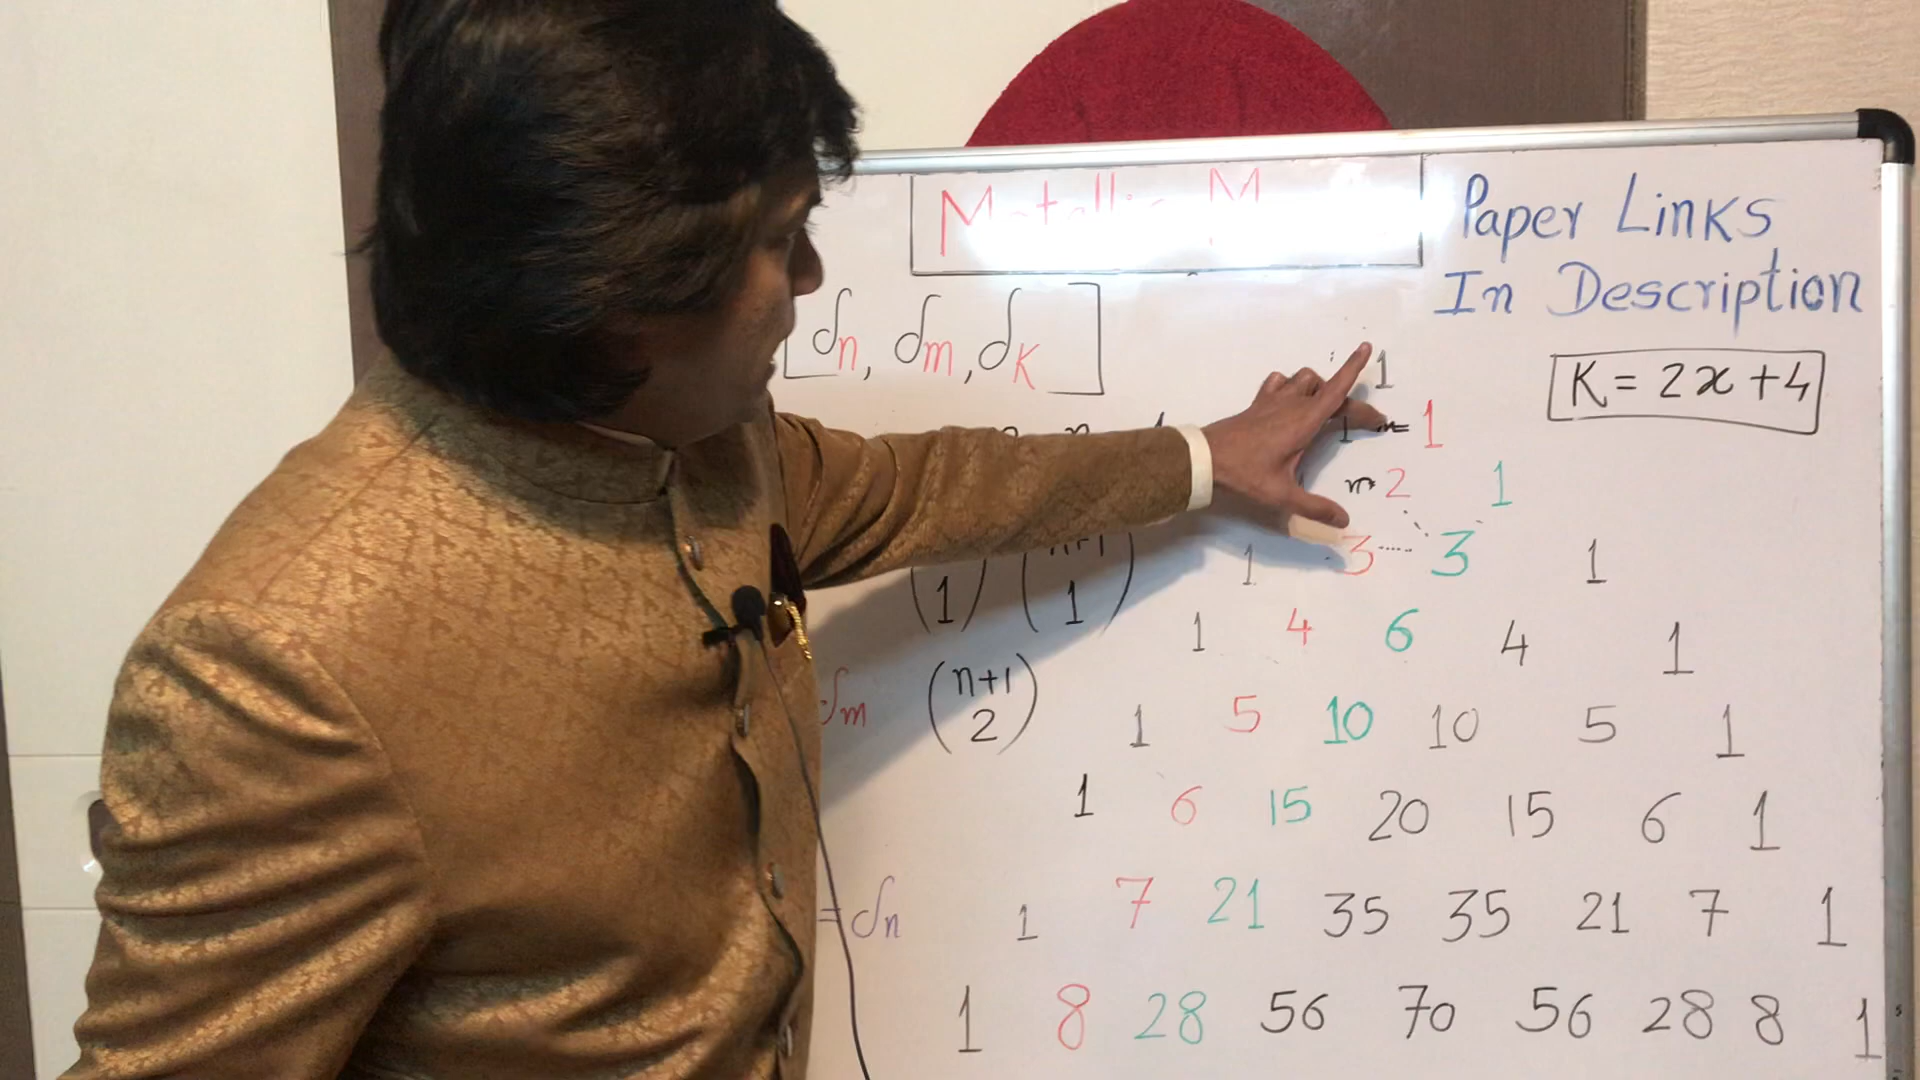 Paper Links
In Description
[δn, δm, δK]
K = 2x + 4
1
1 1
2 1
1 3 3 1
(1) (n+1 1)
1 4 6 4 1
δm (n+1 2)
1 5 10 10 5 1
1 6 15 20 15 6 1
= δn
1 7 21 35 35 21 7 1
1 8 28 56 70 56 28 8 1